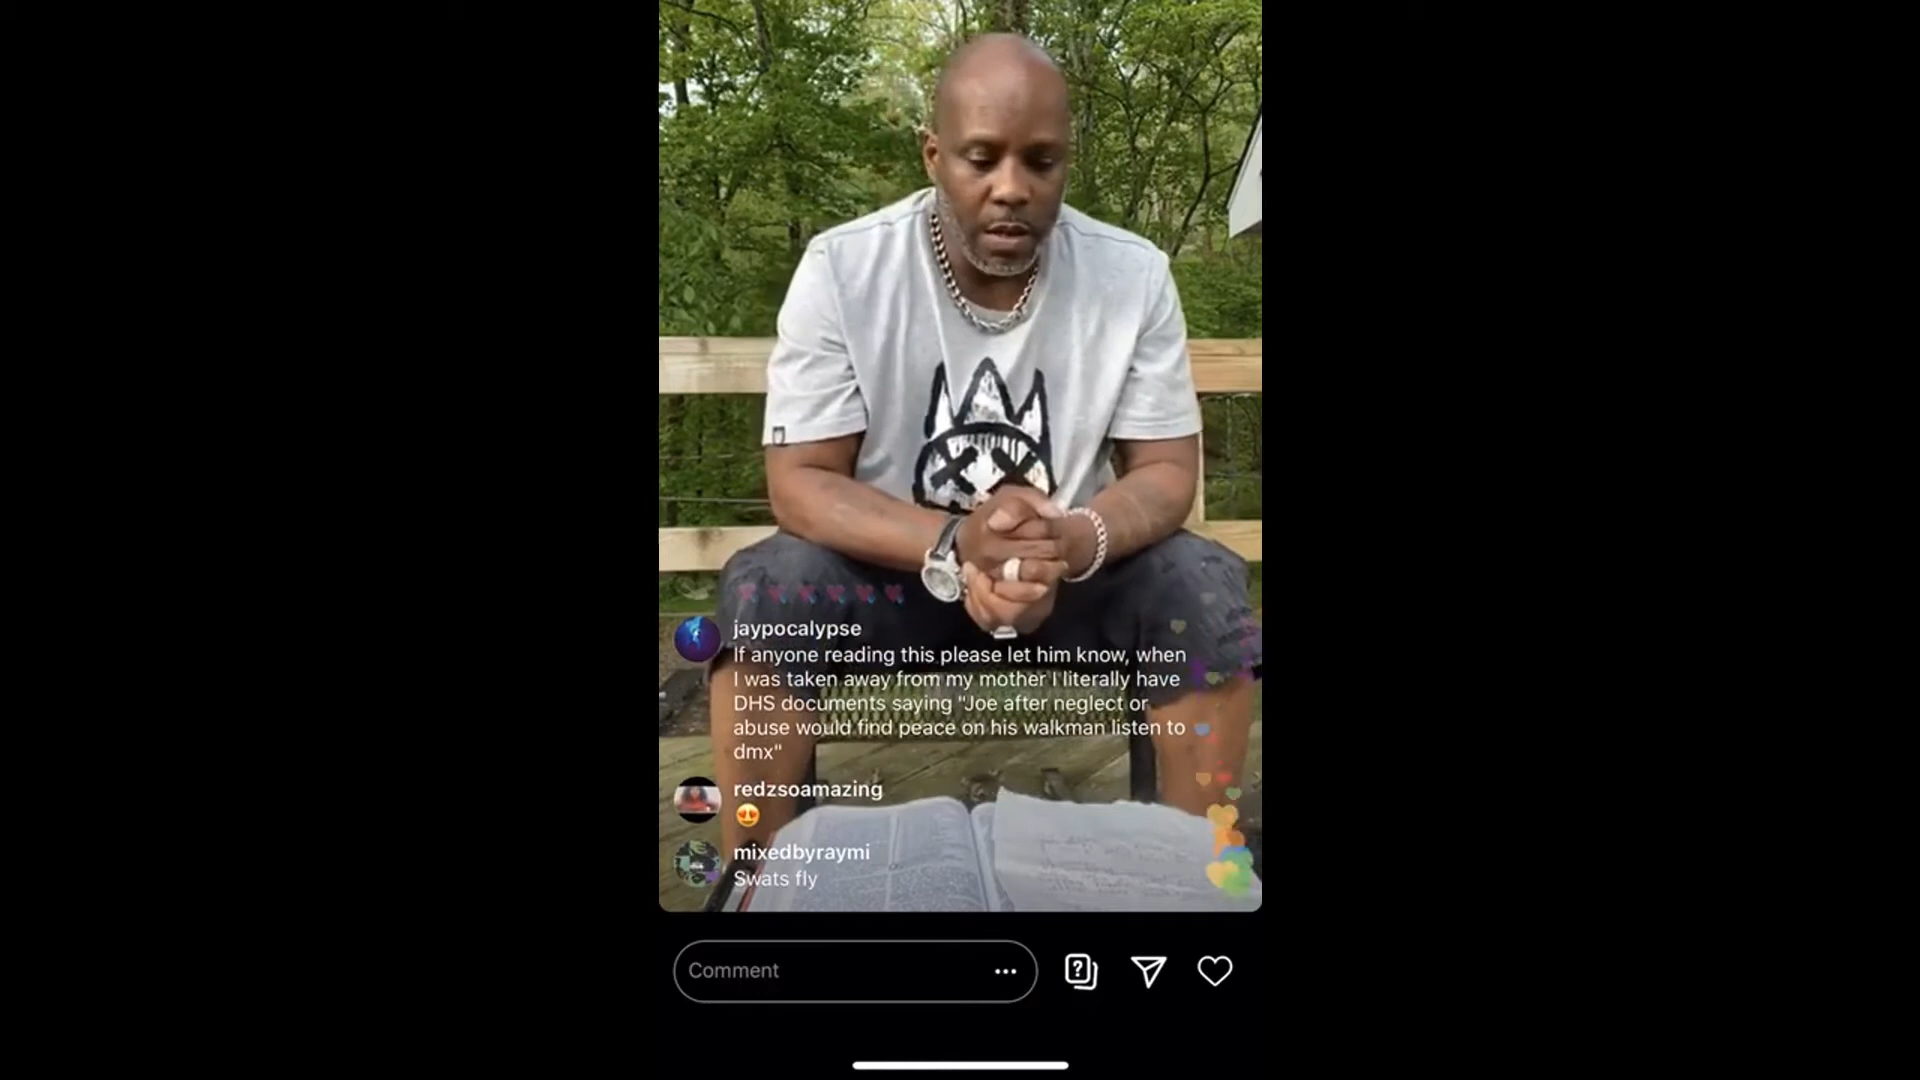 jaypocalypse
If anyone reading this please let him know, when
I was taken away from my mother I literally have
DHS documents saying "Joe after neglect or
abuse would find peace on his walkman listen to
dmx"
redzsoamazing
😍
mixedbyraymi
Swats fly
Comment